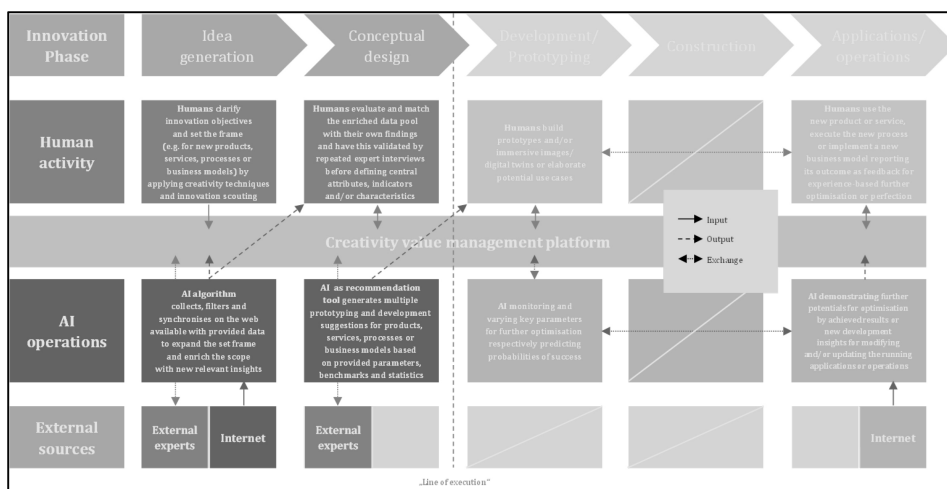 Innovation
Phase
Idea
generation
Conceptual
design
Development/
Prototyping
Construction
Applications/
operations
Human
activity
Humans clarify
innovation objectives
and set the frame
(e.g. for new products,
services, processes or
business models) by
applying creativity techniques
and innovation scouting
Humans evaluate and match
the enriched data pool
with their own findings
and have this validated by
repeated expert interviews
before defining central
attributes, indicators
and/or characteristics
Humans build
prototypes and/or
immersive images/
digital twins or elaborate
potential use cases
Humans use the
new product or service,
execute the new process
or implement a new
business model reporting
its outcome as feedback for
experience-based further
optimisation or perfection
Input
Output
Exchange
Creativity value management platform
AI
operations
AI algorithm
collects, filters and
synchronises on the web
available with provided data
to expand the set frame
and enrich the scope
with new relevant insights
AI as recommendation
tool generates multiple
prototyping and development
suggestions for products,
services, processes or
business models based
on provided parameters,
benchmarks and statistics
AI monitoring and
varying key parameters
for further optimisation
respectively predicting
probabilities of success
AI demonstrating further
potentials for optimisation
by achieved results or
new development
insights for modifying
and/or updating the running
applications or operations
External
sources
External
experts
Internet
External
experts
Internet
„Line of execution“